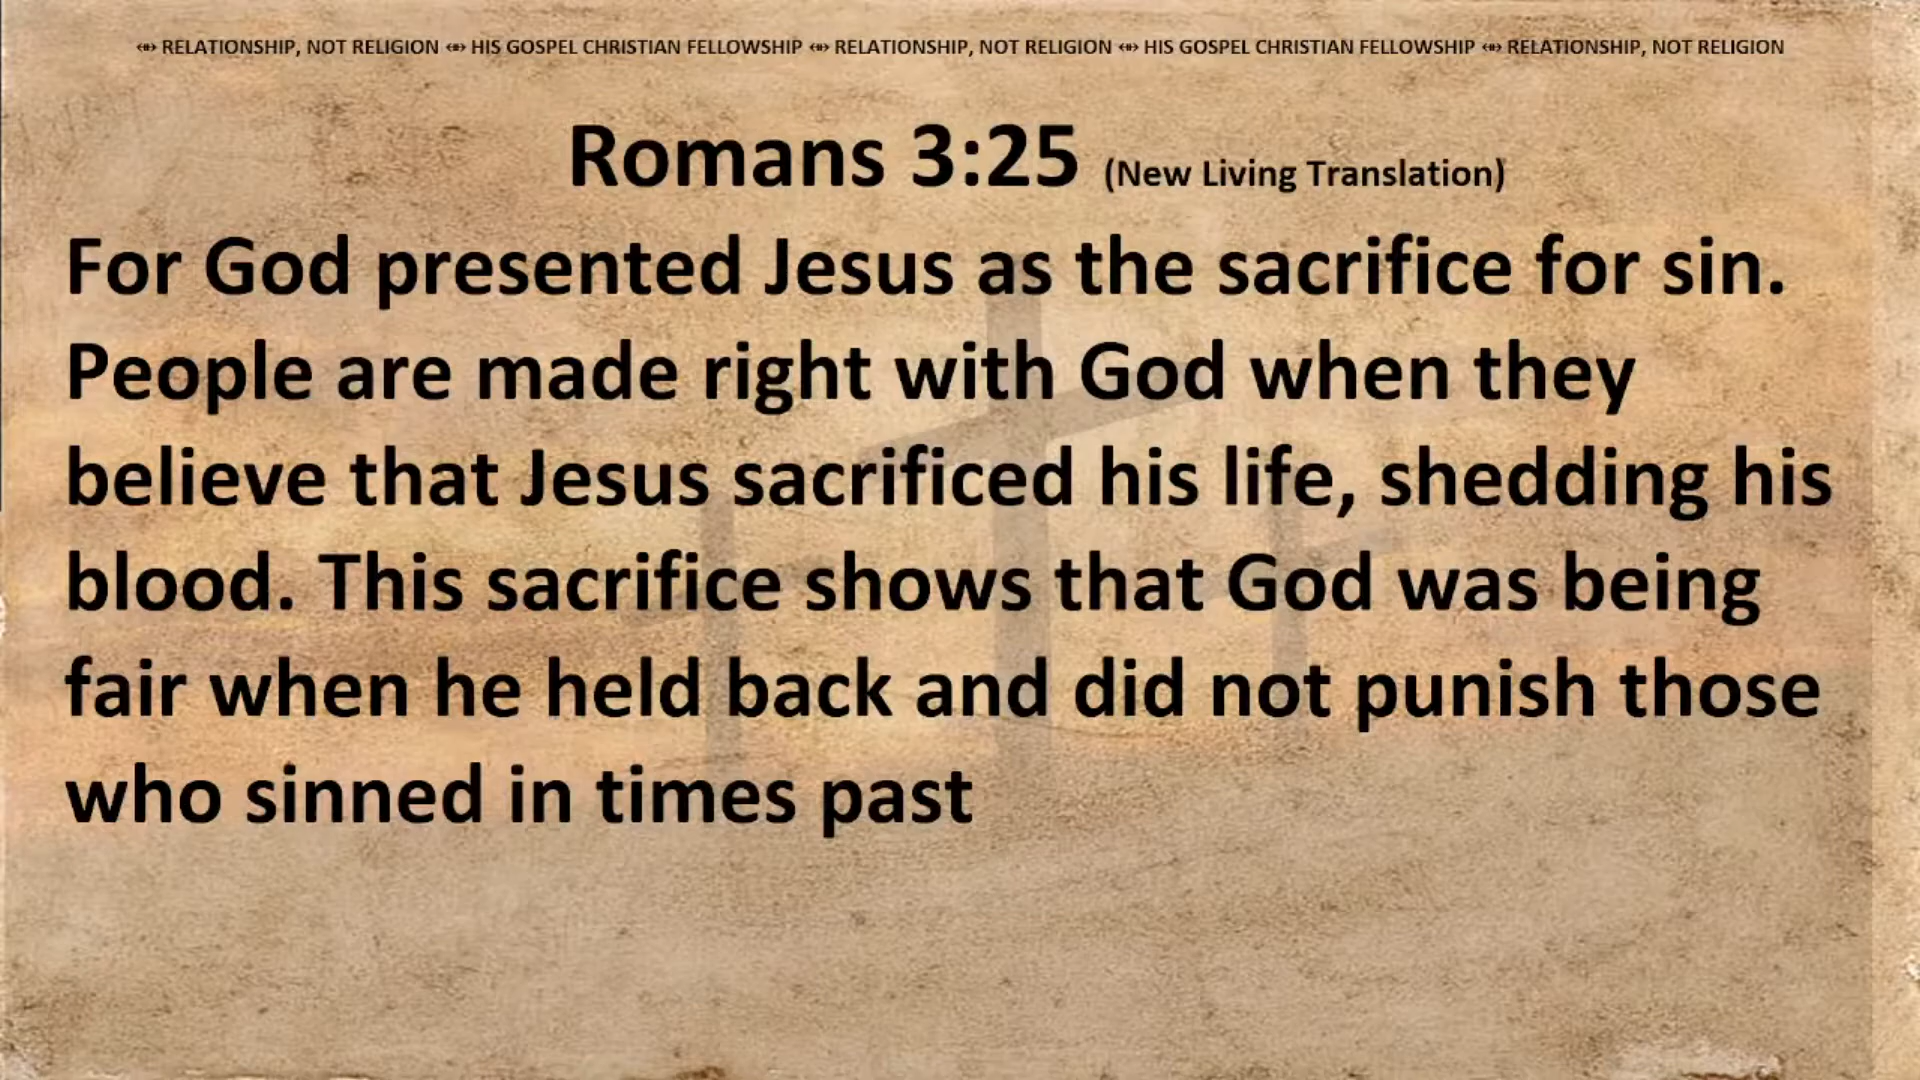 ⇼ RELATIONSHIP, NOT RELIGION ⇼ HIS GOSPEL CHRISTIAN FELLOWSHIP ⇼ RELATIONSHIP, NOT RELIGION ⇼ HIS GOSPEL CHRISTIAN FELLOWSHIP ⇼ RELATIONSHIP, NOT RELIGION
Romans 3:25 (New Living Translation)
For God presented Jesus as the sacrifice for sin.
People are made right with God when they
believe that Jesus sacrificed his life, shedding his
blood. This sacrifice shows that God was being
fair when he held back and did not punish those
who sinned in times past